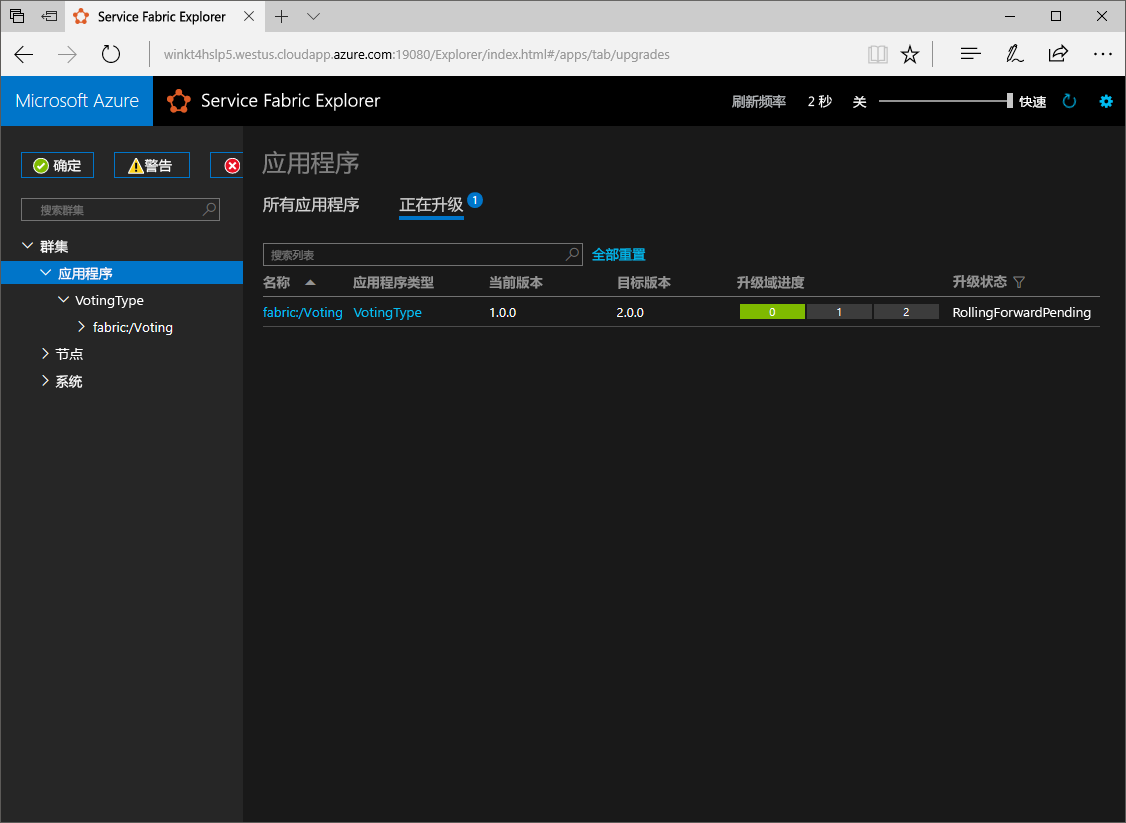 Service Fabric Explorer
winkt4hslp5.westus.cloudapp.azure.com:19080/Explorer/index.html#/apps/tab/upgrades
Microsoft Azure
Service Fabric Explorer
刷新频率 2 秒 关 快速
确定 警告
应用程序
所有应用程序 正在升级 1
搜索群集
搜索列表 全部重置
群集
应用程序
VotingType
fabric:/Voting
节点
系统
名称 应用程序类型 当前版本 目标版本 升级域进度 升级状态
fabric:/Voting VotingType 1.0.0 2.0.0 0 1 2 RollingForwardPending